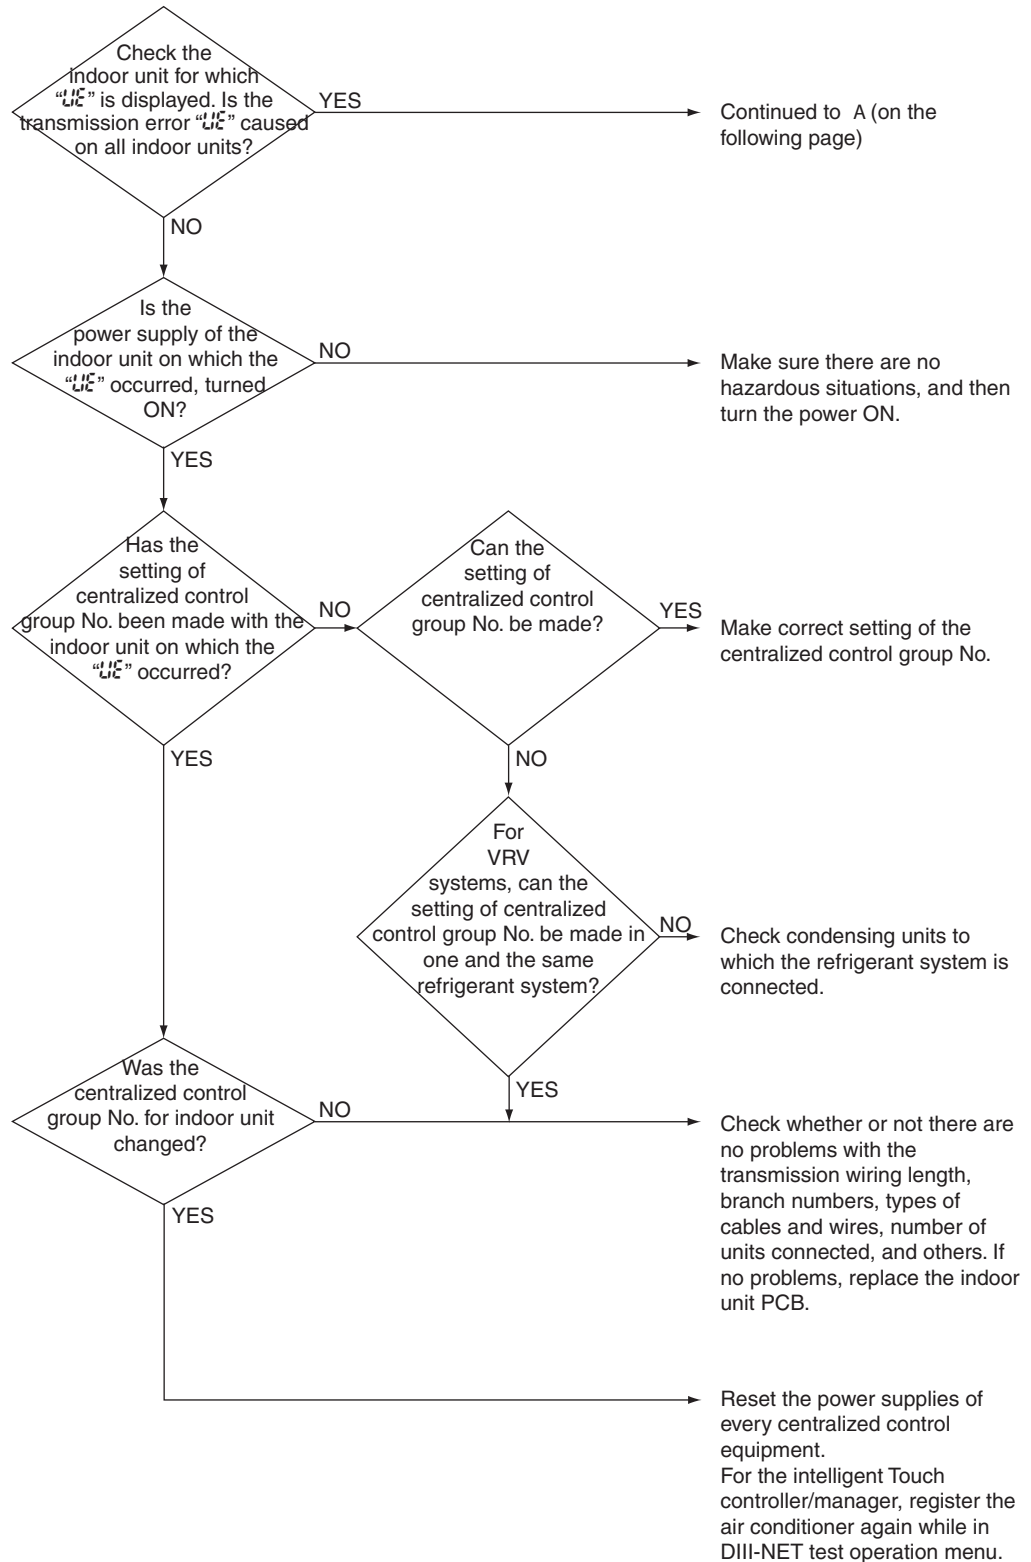 Check the
indoor unit for which
“UE” is displayed. Is the
transmission error “UE” caused
on all indoor units?
YES
Continued to A (on the
following page)
NO
Is the
power supply of the
indoor unit on which the
“UE” occurred, turned
ON?
NO
Make sure there are no
hazardous situations, and then
turn the power ON.
YES
Has the
setting of
centralized control
group No. been made with the
indoor unit on which the
“UE” occurred?
NO
Can the
setting of
centralized control
group No. be made?
YES
Make correct setting of the
centralized control group No.
YES
NO
For
VRV
systems, can the
setting of centralized
control group No. be made in
one and the same
refrigerant system?
NO
Check condensing units to
which the refrigerant system is
connected.
YES
Was the
centralized control
group No. for indoor unit
changed?
NO
Check whether or not there are
no problems with the
transmission wiring length,
branch numbers, types of
cables and wires, number of
units connected, and others. If
no problems, replace the indoor
unit PCB.
YES
Reset the power supplies of
every centralized control
equipment.
For the intelligent Touch
controller/manager, register the
air conditioner again while in
DIII-NET test operation menu.